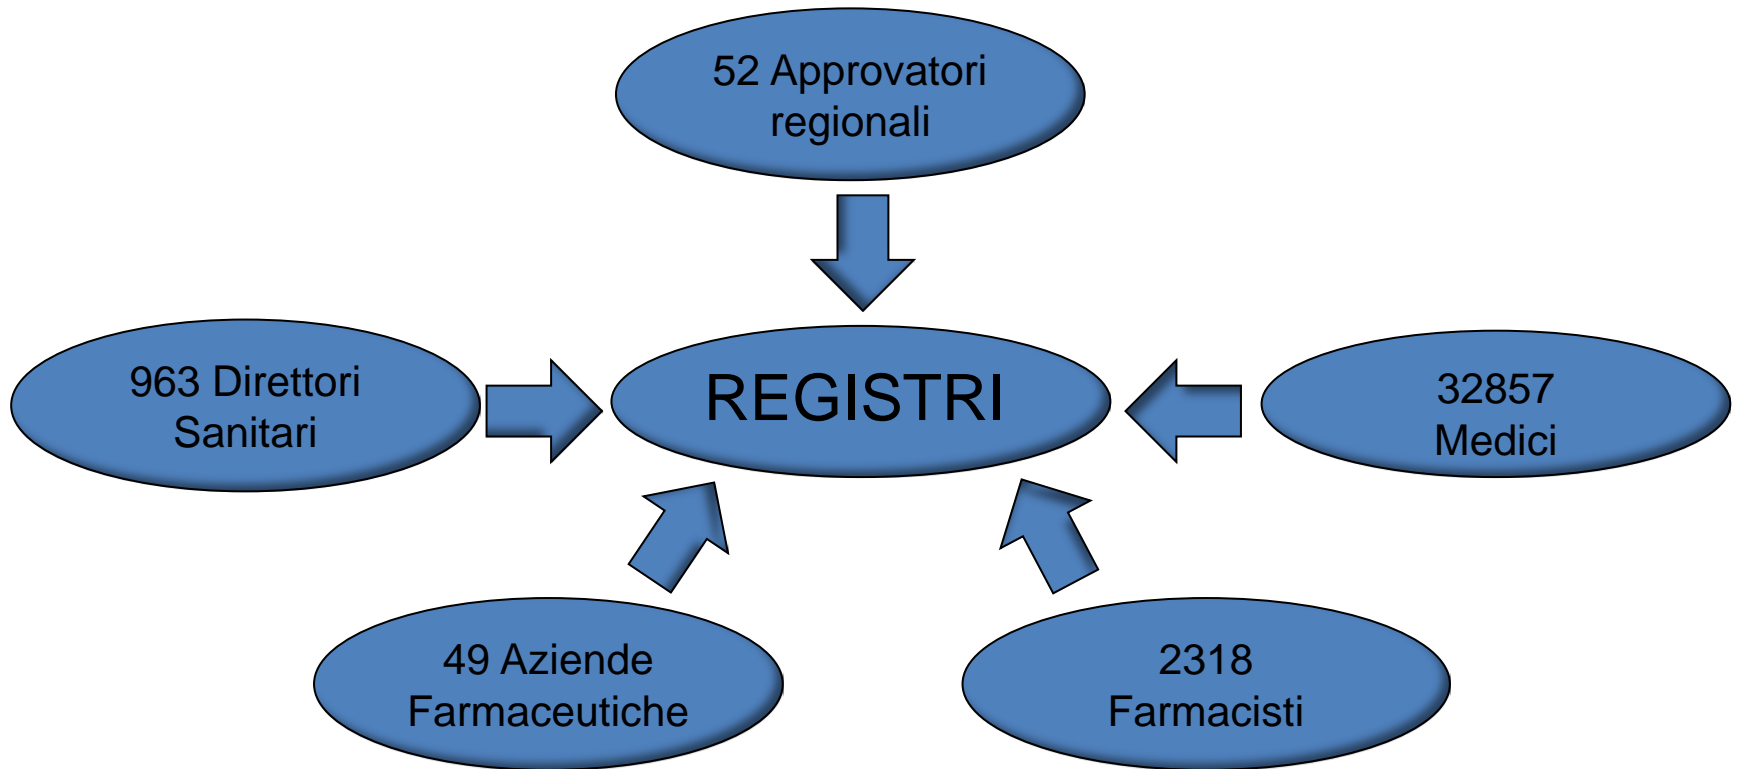 52 Approvatori
regionali
963 Direttori
Sanitari
REGISTRI
32857
Medici
49 Aziende
Farmaceutiche
2318
Farmacisti